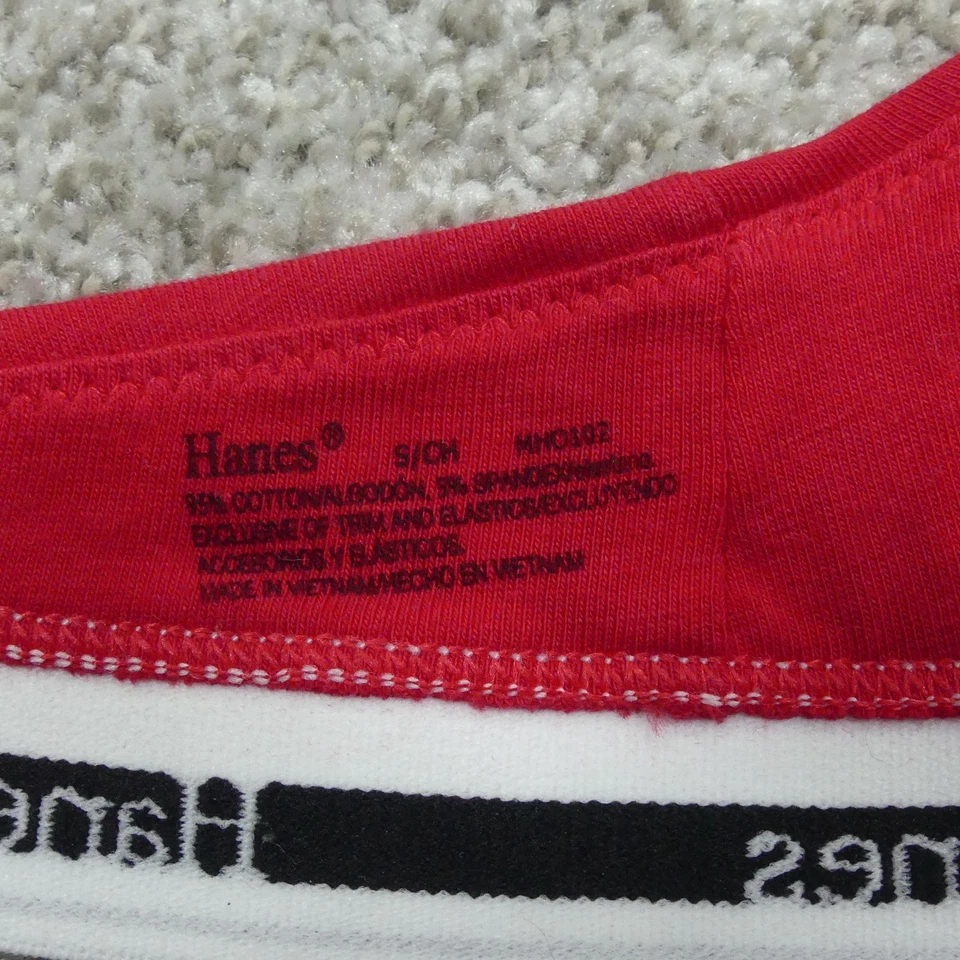 Hanes® S/CH MHO102
95% COTTON/ALGODÓN, 5% SPANDEX/elastano.
EXCLUSIVE OF TRIM AND ELASTICS/EXCLUYENDO
ACCESORIOS Y ELÁSTICOS.
MADE IN VIETNAM/HECHO EN VIETNAM